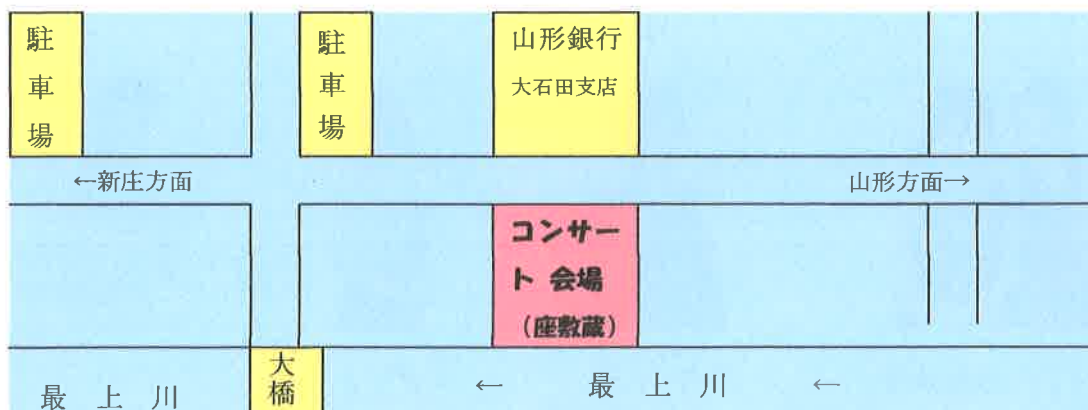 駐車場
駐車場
山形銀行
大石田支店
←新庄方面
山形方面→
コンサー
ト 会場
（座敷蔵）
大橋
最 上 川
← 最 上 川 ←